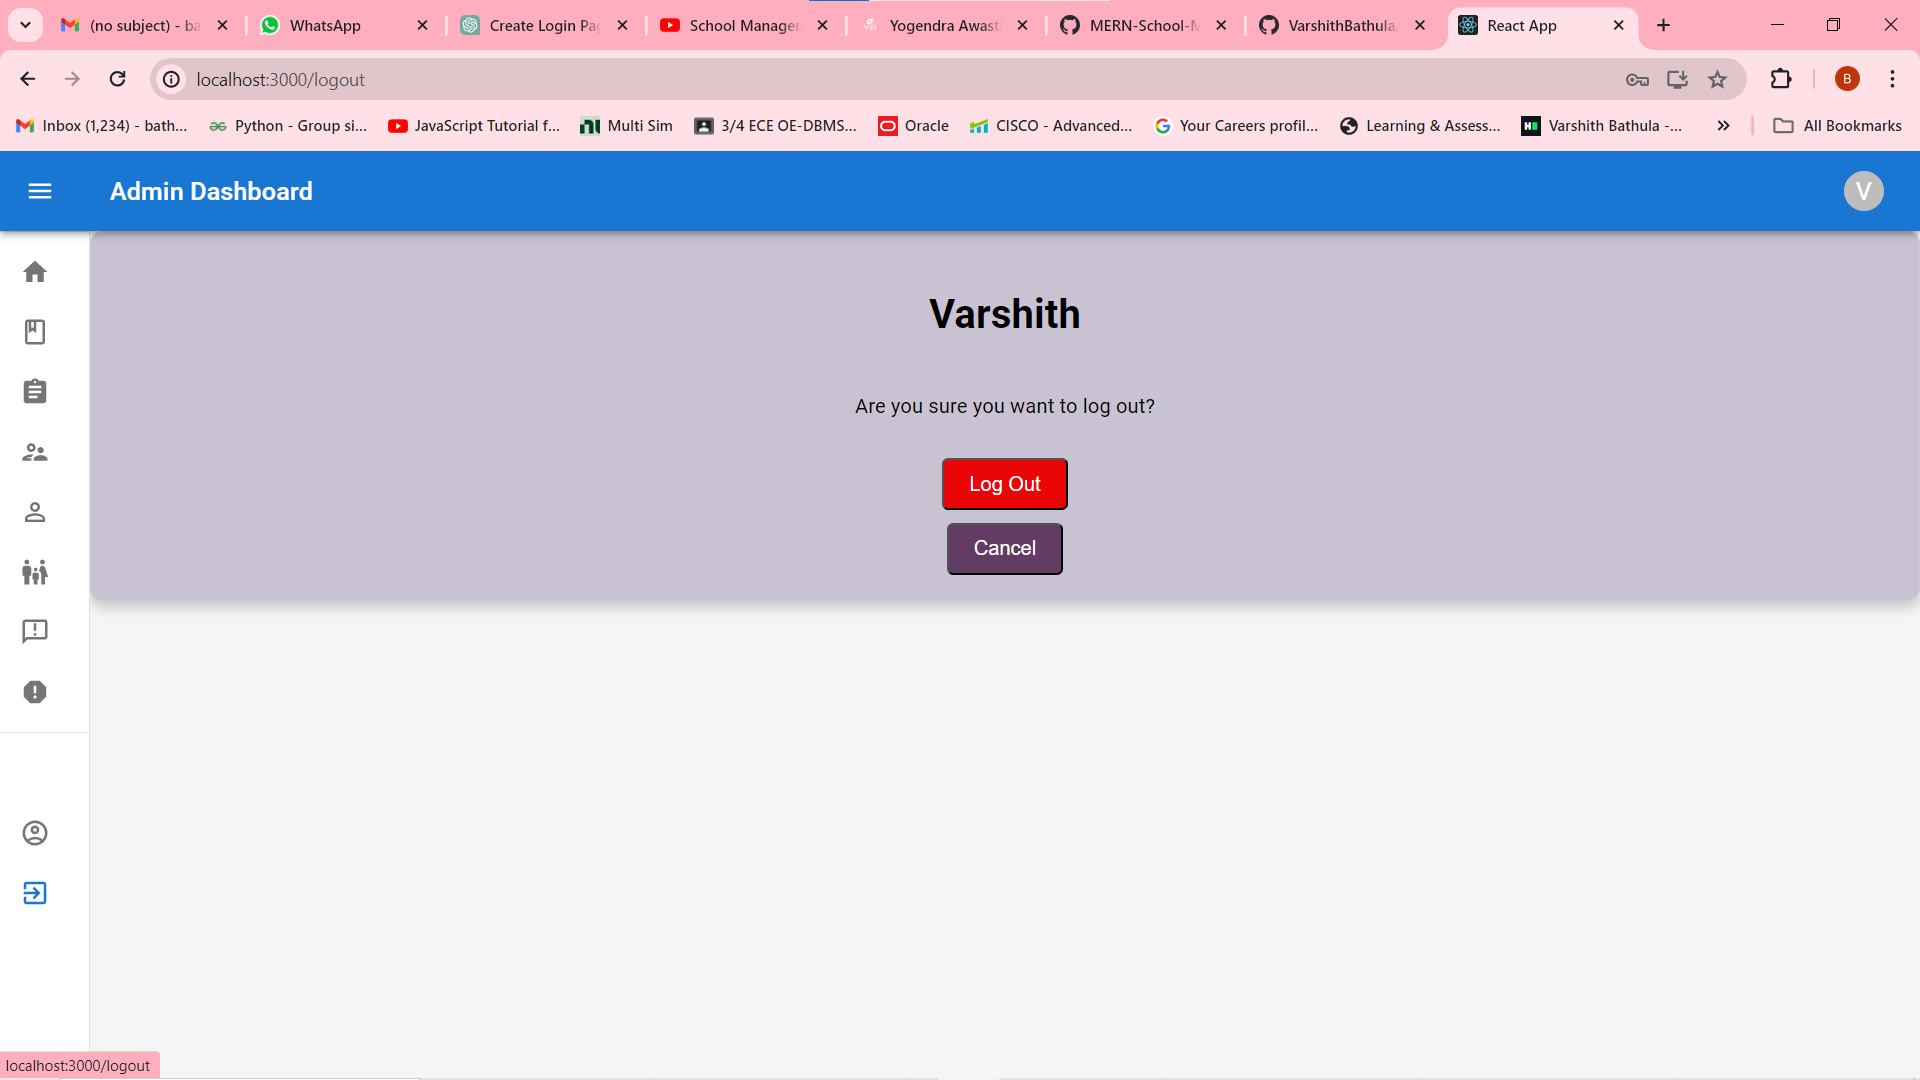 (no subject) - ba
WhatsApp
Create Login Pag
School Manager
Yogendra Awast
MERN-School-M
VarshithBathula/
React App
localhost:3000/logout
B
Inbox (1,234) - bath...
Python - Group si...
JavaScript Tutorial f...
Multi Sim
3/4 ECE OE-DBMS...
Oracle
CISCO - Advanced...
Your Careers profil...
Learning & Assess...
Varshith Bathula -...
All Bookmarks
Admin Dashboard
V
Varshith
Are you sure you want to log out?
Log Out
Cancel
localhost:3000/logout